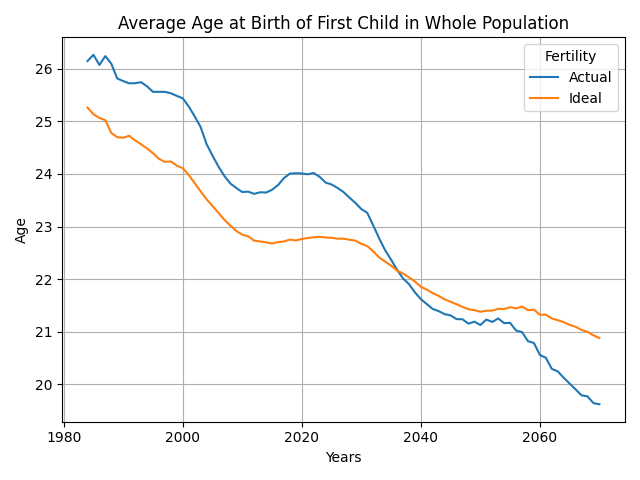 Average Age at Birth of First Child in Whole Population
Fertility
Actual
Ideal
Age
26
25
24
23
22
21
20
1980
2000
2020
2040
2060
Years